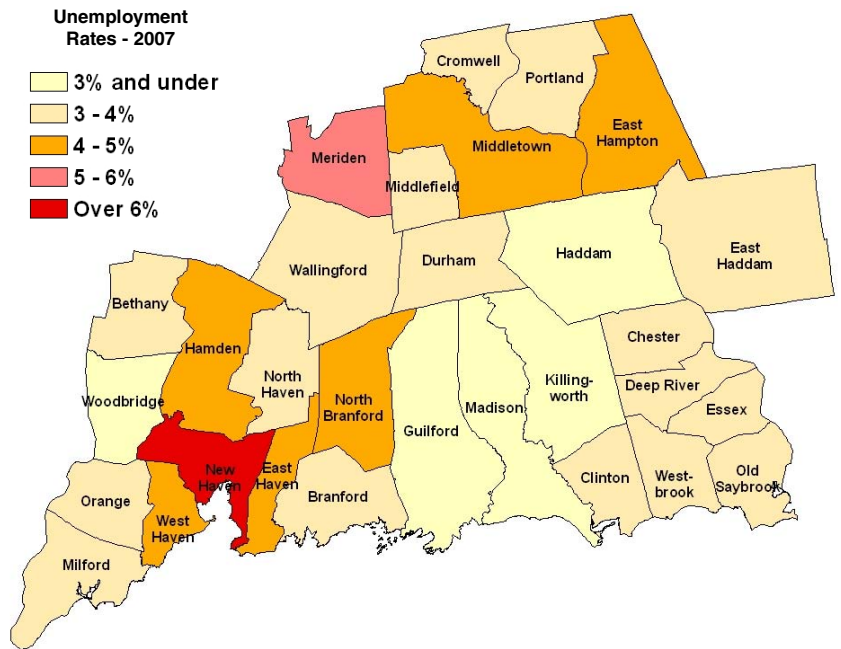 Unemployment
Rates - 2007
3% and under
3 - 4%
4 - 5%
5 - 6%
Over 6%
Cromwell
Portland
East
Hampton
Middletown
Meriden
Middlefield
Haddam
East
Haddam
Durham
Wallingford
Bethany
Hamden
Chester
North
Haven
Deep River
Killing-
worth
Woodbridge
North
Branford
Madison
Essex
Guilford
New
Haven
East
Haven
Clinton
West-
brook
Old
Saybrook
Orange
Branford
West
Haven
Milford